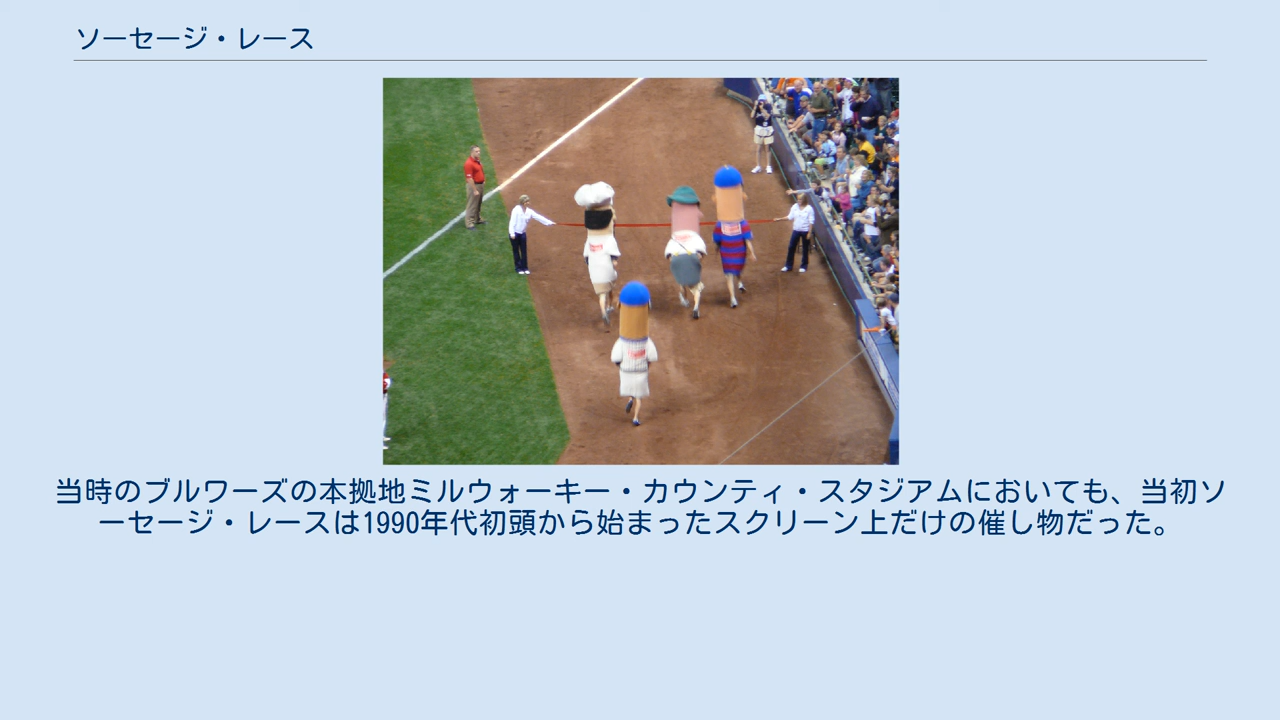 ソーセージ・レース
当時のブルワーズの本拠地ミルウォーキー・カウンティ・スタジアムにおいても、当初ソ
ーセージ・レースは1990年代初頭から始まったスクリーン上だけの催し物だった。